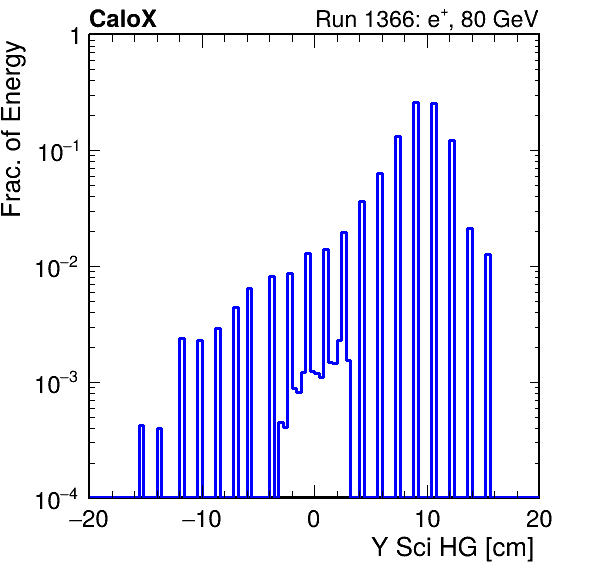 CaloX
Run 1366: e⁺, 80 GeV
Frac. of Energy
1
10⁻¹
10⁻²
10⁻³
10⁻⁴
−20 −10 0 10 20
Y Sci HG [cm]